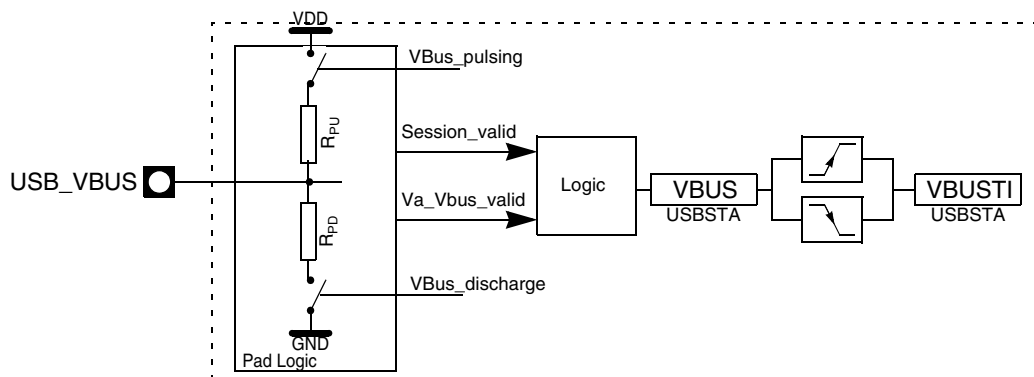 VDD
VBus_pulsing
RPU
Session_valid
USB_VBUS
Logic
VBUS
USBSTA
VBUSTI
USBSTA
Va_Vbus_valid
RPD
VBus_discharge
GND
Pad Logic